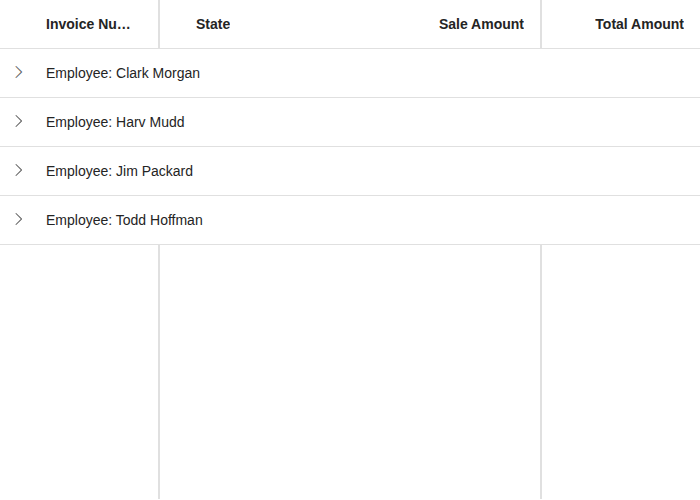 Invoice Nu… State Sale Amount Total Amount
Employee: Clark Morgan
Employee: Harv Mudd
Employee: Jim Packard
Employee: Todd Hoffman